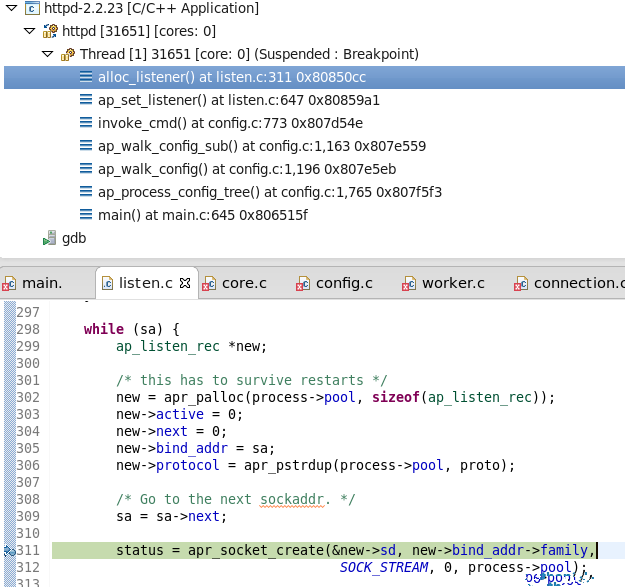 httpd-2.2.23 [C/C++ Application]
httpd [31651] [cores: 0]
Thread [1] 31651 [core: 0] (Suspended : Breakpoint)
alloc_listener() at listen.c:311 0x80850cc
ap_set_listener() at listen.c:647 0x80859a1
invoke_cmd() at config.c:773 0x807d54e
ap_walk_config_sub() at config.c:1,163 0x807e559
ap_walk_config() at config.c:1,196 0x807e5eb
ap_process_config_tree() at config.c:1,765 0x807f5f3
main() at main.c:645 0x806515f
gdb
main. listen.c core.c config.c worker.c connection.c
297
298 while (sa) {
299 ap_listen_rec *new;
300
301 /* this has to survive restarts */
302 new = apr_palloc(process->pool, sizeof(ap_listen_rec));
303 new->active = 0;
304 new->next = 0;
305 new->bind_addr = sa;
306 new->protocol = apr_pstrdup(process->pool, proto);
307
308 /* Go to the next sockaddr. */
309 sa = sa->next;
310
311 status = apr_socket_create(&new->sd, new->bind_addr->family,
312 SOCK_STREAM, 0, process->pool);
313